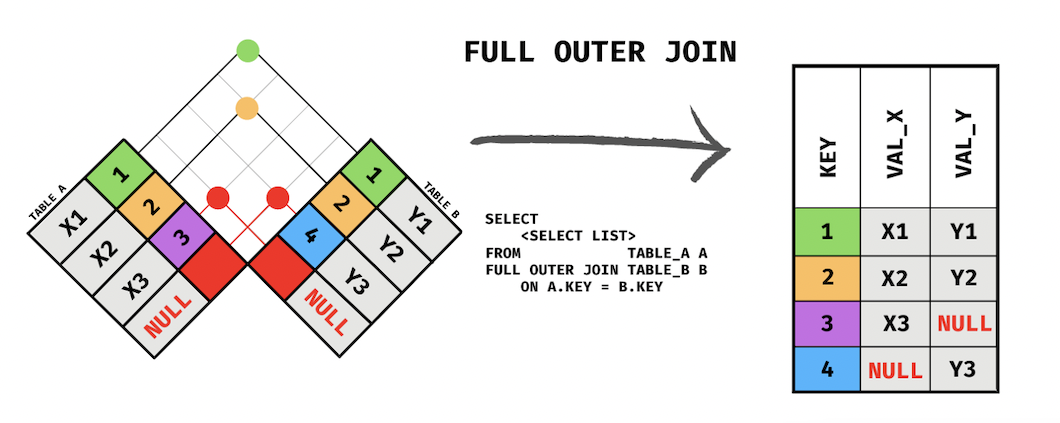 FULL OUTER JOIN
TABLE A
1
X1
2
X2
3
X3
NULL
TABLE B
1
Y1
2
Y2
4
Y3
NULL
SELECT
<SELECT LIST>
FROM TABLE_A A
FULL OUTER JOIN TABLE_B B
ON A.KEY = B.KEY
KEY VAL_X VAL_Y
1 X1 Y1
2 X2 Y2
3 X3 NULL
4 NULL Y3